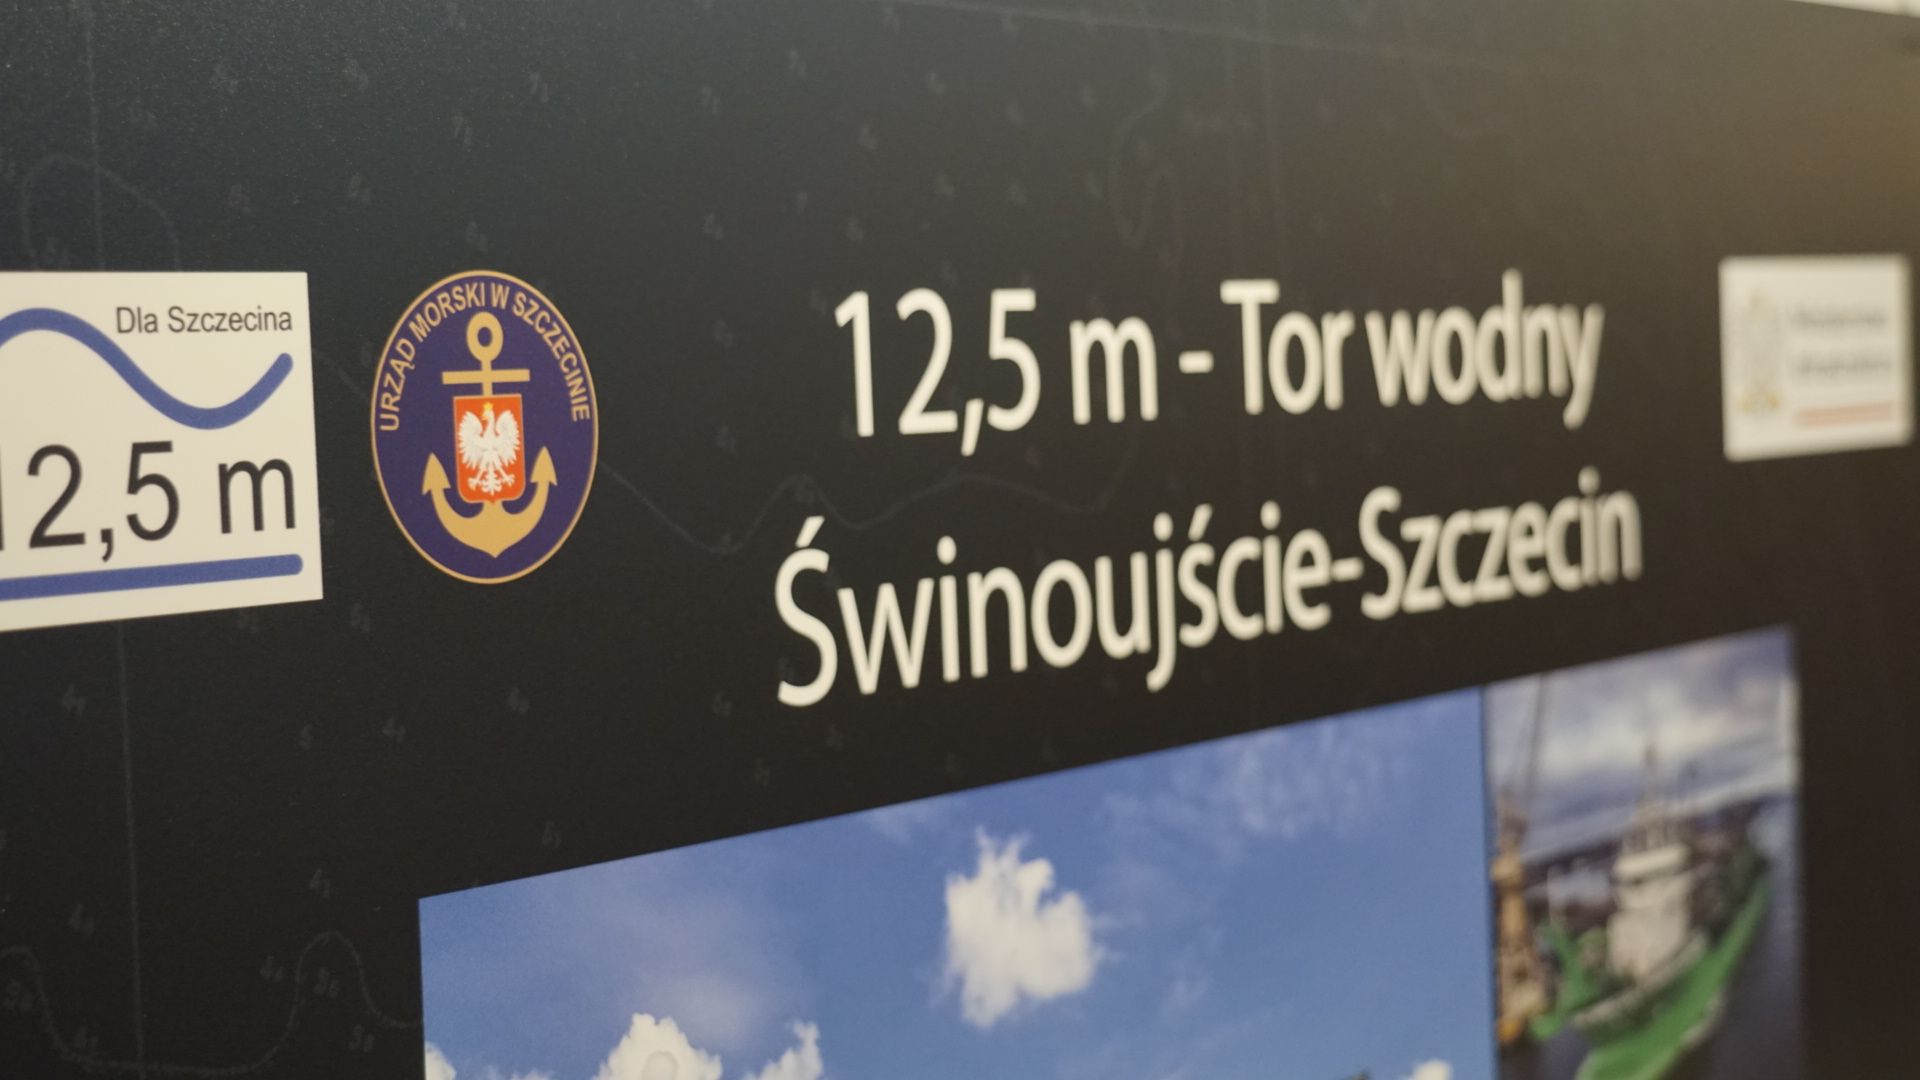 Dla Szczecina
12,5 m
URZĄD MORSKI W SZCZECINIE
12,5 m - Tor wodny
Świnoujście-Szczecin